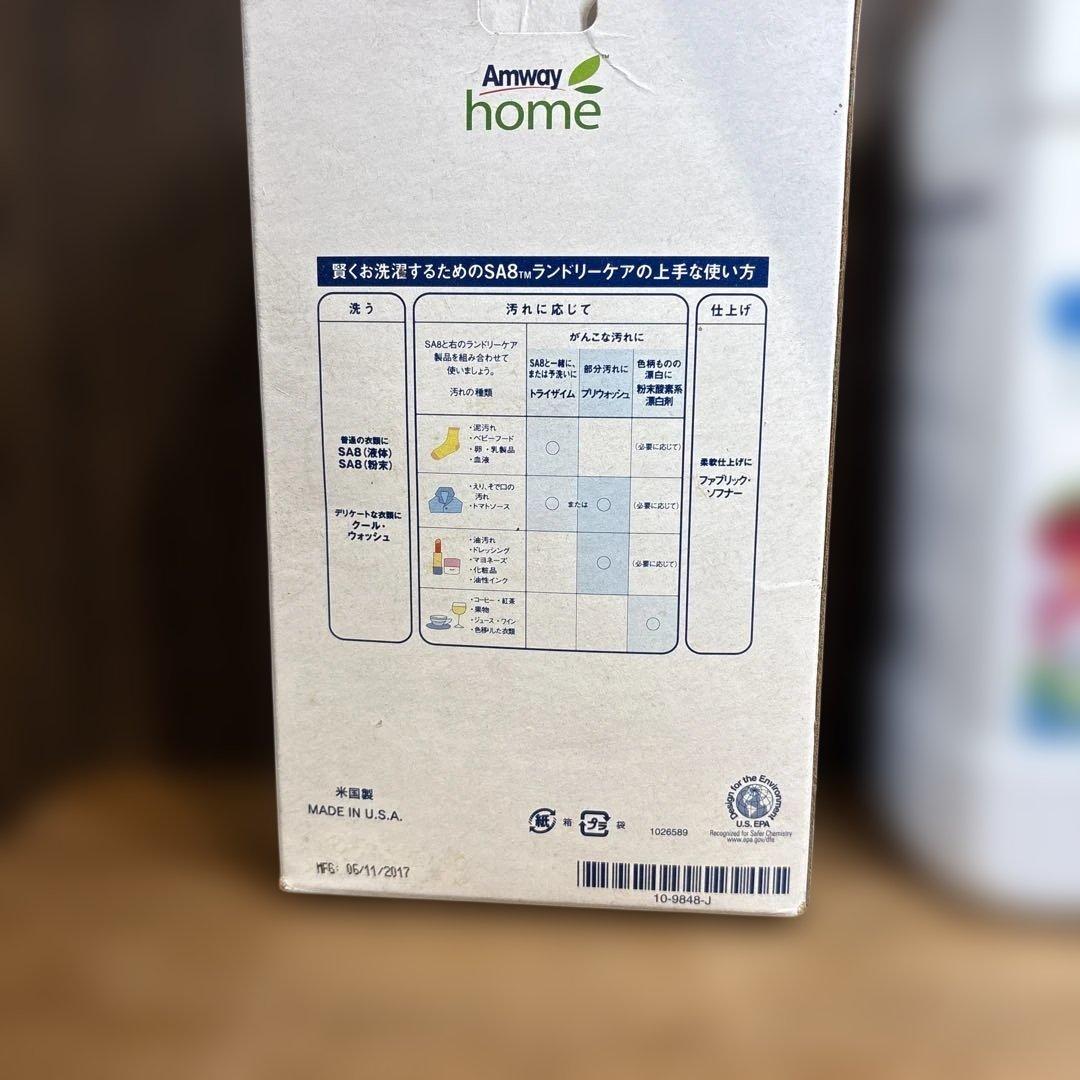 Amway
home™
賢くお洗濯するためのSA8™ランドリーケアの上手な使い方
洗う
普通の衣類に
SA8(液体)
SA8(粉末)
デリケートな衣類に
クール・
ウォッシュ
汚れに応じて
SA8と右のランドリーケア
製品を組み合わせて
使いましょう。
汚れの種類
がんこな汚れに
SA8と一緒に、
または予洗いに
トライザイム
部分汚れに
プリウォッシュ
色柄ものの
漂白に
粉末酸素系
漂白剤
・泥汚れ
・ベビーフード
・卵・乳製品
・血液
○
(必要に応じて)
・えり、そで口の
汚れ
・トマトソース
○ または ○
(必要に応じて)
・油汚れ
・ドレッシング
・マヨネーズ
・化粧品
・油性インク
○
(必要に応じて)
・コーヒー・紅茶
・果物
・ジュース・ワイン
・色移りした衣類
○
仕上げ
柔軟仕上げに
ファブリック・
ソフナー
米国製
MADE IN U.S.A.
紙 箱 プラ 袋
1026589
Design for the Environment
U.S. EPA
Recognized for Safer Chemistry
www.epa.gov/dfe
MFG: 06/11/2017
10-9848-J